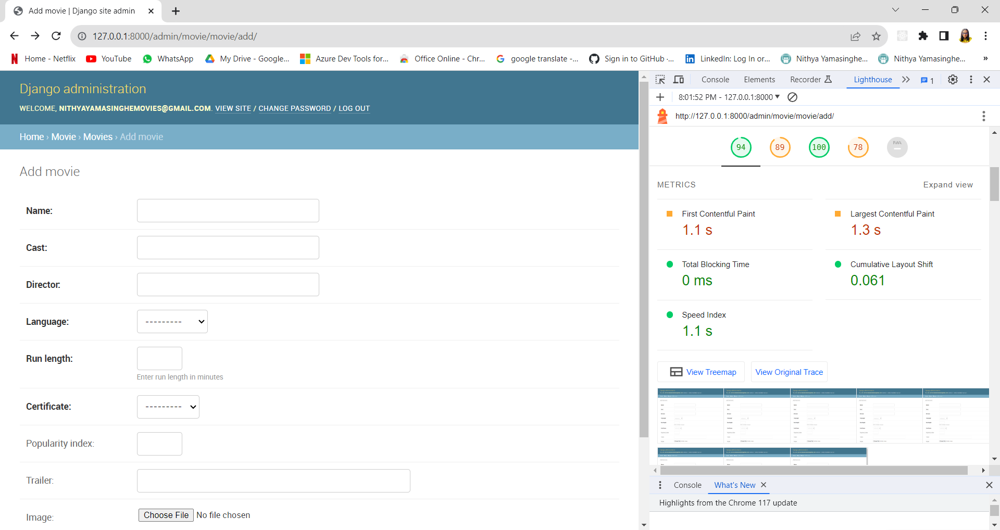 Add movie | Django site admin
127.0.0.1:8000/admin/movie/movie/add/
Home - Netflix YouTube WhatsApp My Drive - Google... Azure Dev Tools for... Office Online - Chr... google translate -... Sign in to GitHub ·... LinkedIn: Log In or... Nithya Yamasinghe... Nithya Yamasinghe... »
Django administration
WELCOME, NITHYAYAMASINGHEMOVIES@GMAIL.COM. VIEW SITE / CHANGE PASSWORD / LOG OUT
Home › Movie › Movies › Add movie
Add movie
Name:
Cast:
Director:
Language: ---------
Run length:
Enter run length in minutes
Certificate: ---------
Popularity index:
Trailer:
Image: Choose File No file chosen
Console Elements Recorder Lighthouse 1
8:01:52 PM - 127.0.0.1:8000
http://127.0.0.1:8000/admin/movie/movie/add/
94 89 100 78 PWA
METRICS Expand view
First Contentful Paint
1.1 s
Largest Contentful Paint
1.3 s
Total Blocking Time
0 ms
Cumulative Layout Shift
0.061
Speed Index
1.1 s
View Treemap View Original Trace
Console What's New
Highlights from the Chrome 117 update